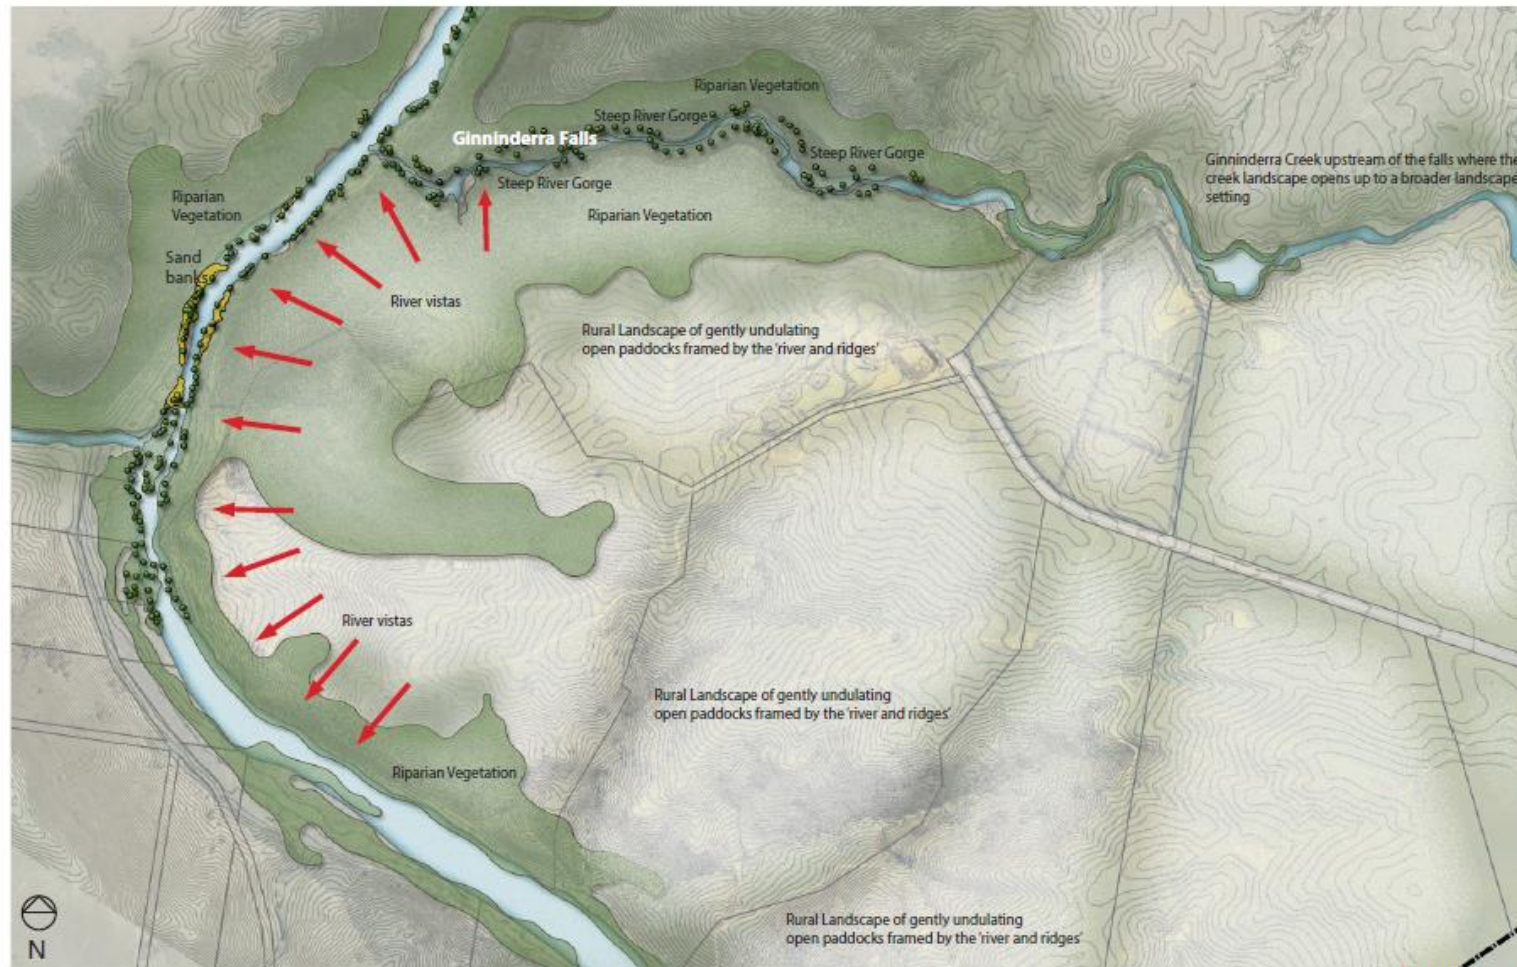 Riparian Vegetation
Steep River Gorge
Ginninderra Falls
Steep River Gorge
Ginninderra Creek upstream of the falls where the
creek landscape opens up to a broader landscape
setting
Steep River Gorge
Riparian
Vegetation
Riparian Vegetation
Sand
banks
River vistas
Rural Landscape of gently undulating
open paddocks framed by the 'river and ridges'
River vistas
Rural Landscape of gently undulating
open paddocks framed by the 'river and ridges'
Riparian Vegetation
Rural Landscape of gently undulating
open paddocks framed by the 'river and ridges'
N